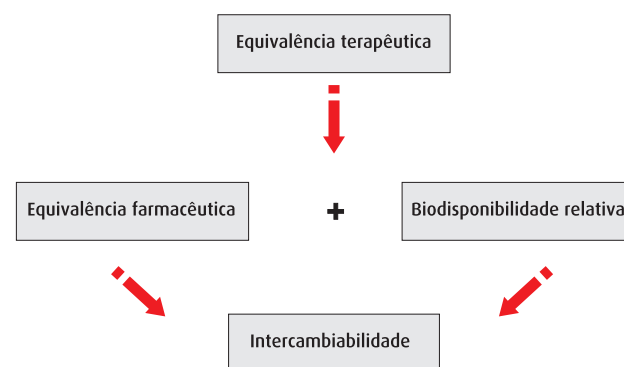 Equivalência terapêutica
Equivalência farmacêutica + Biodisponibilidade relativa
Intercambiabilidade